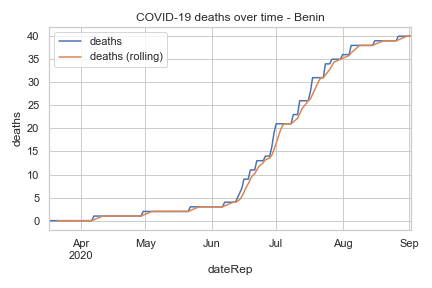 COVID-19 deaths over time - Benin
deaths
deaths (rolling)
40
35
30
25
20
15
10
5
0
deaths
Apr
2020
May
Jun
Jul
Aug
Sep
dateRep